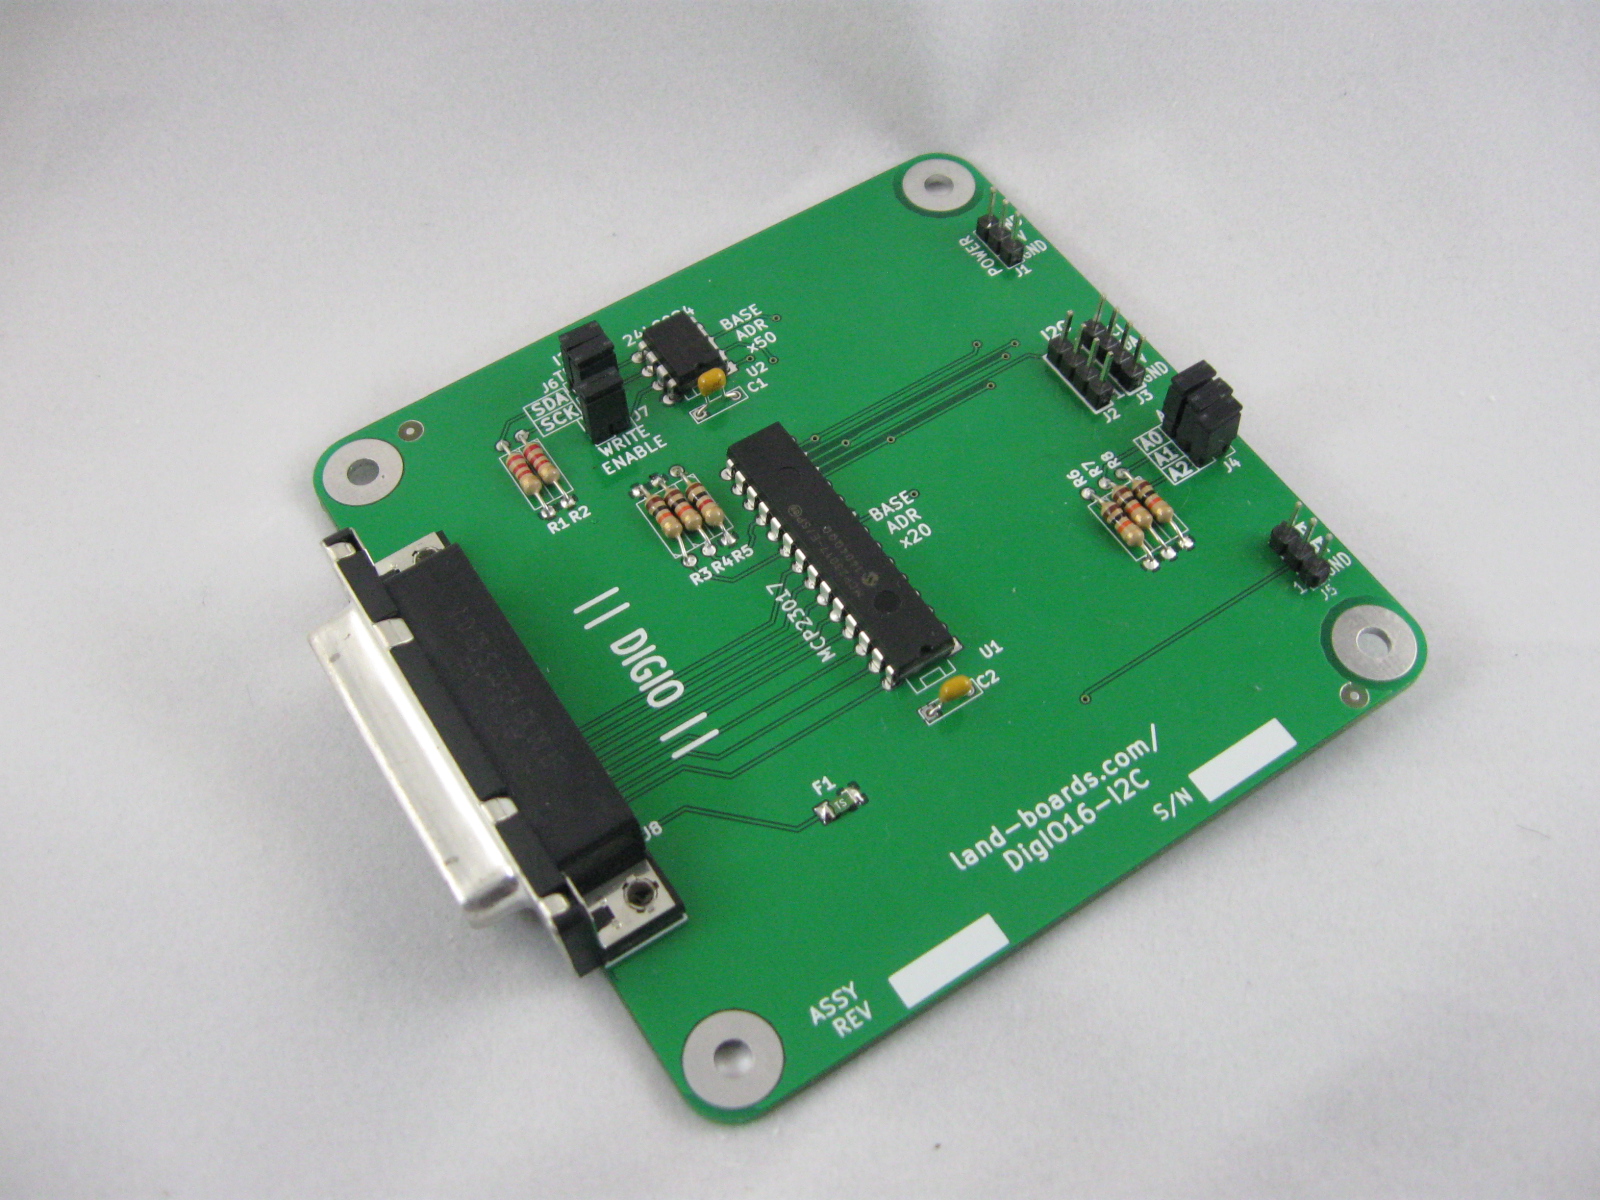 POWER
GND
J1
BASE
ADR
x50
U2
C1
J6
SDA
SCK
J7
WRITE
ENABLE
J2
J3
GND
A0
A1
A2
J4
R1 R2
R3 R4 R5
R6
R7
R8
BASE
ADR
x20
MCP23017
U1
C2
GND
1
J5
|| DIGIO ||
F1
J8
land-boards.com/
DigIO16-I2C
S/N
ASSY
REV